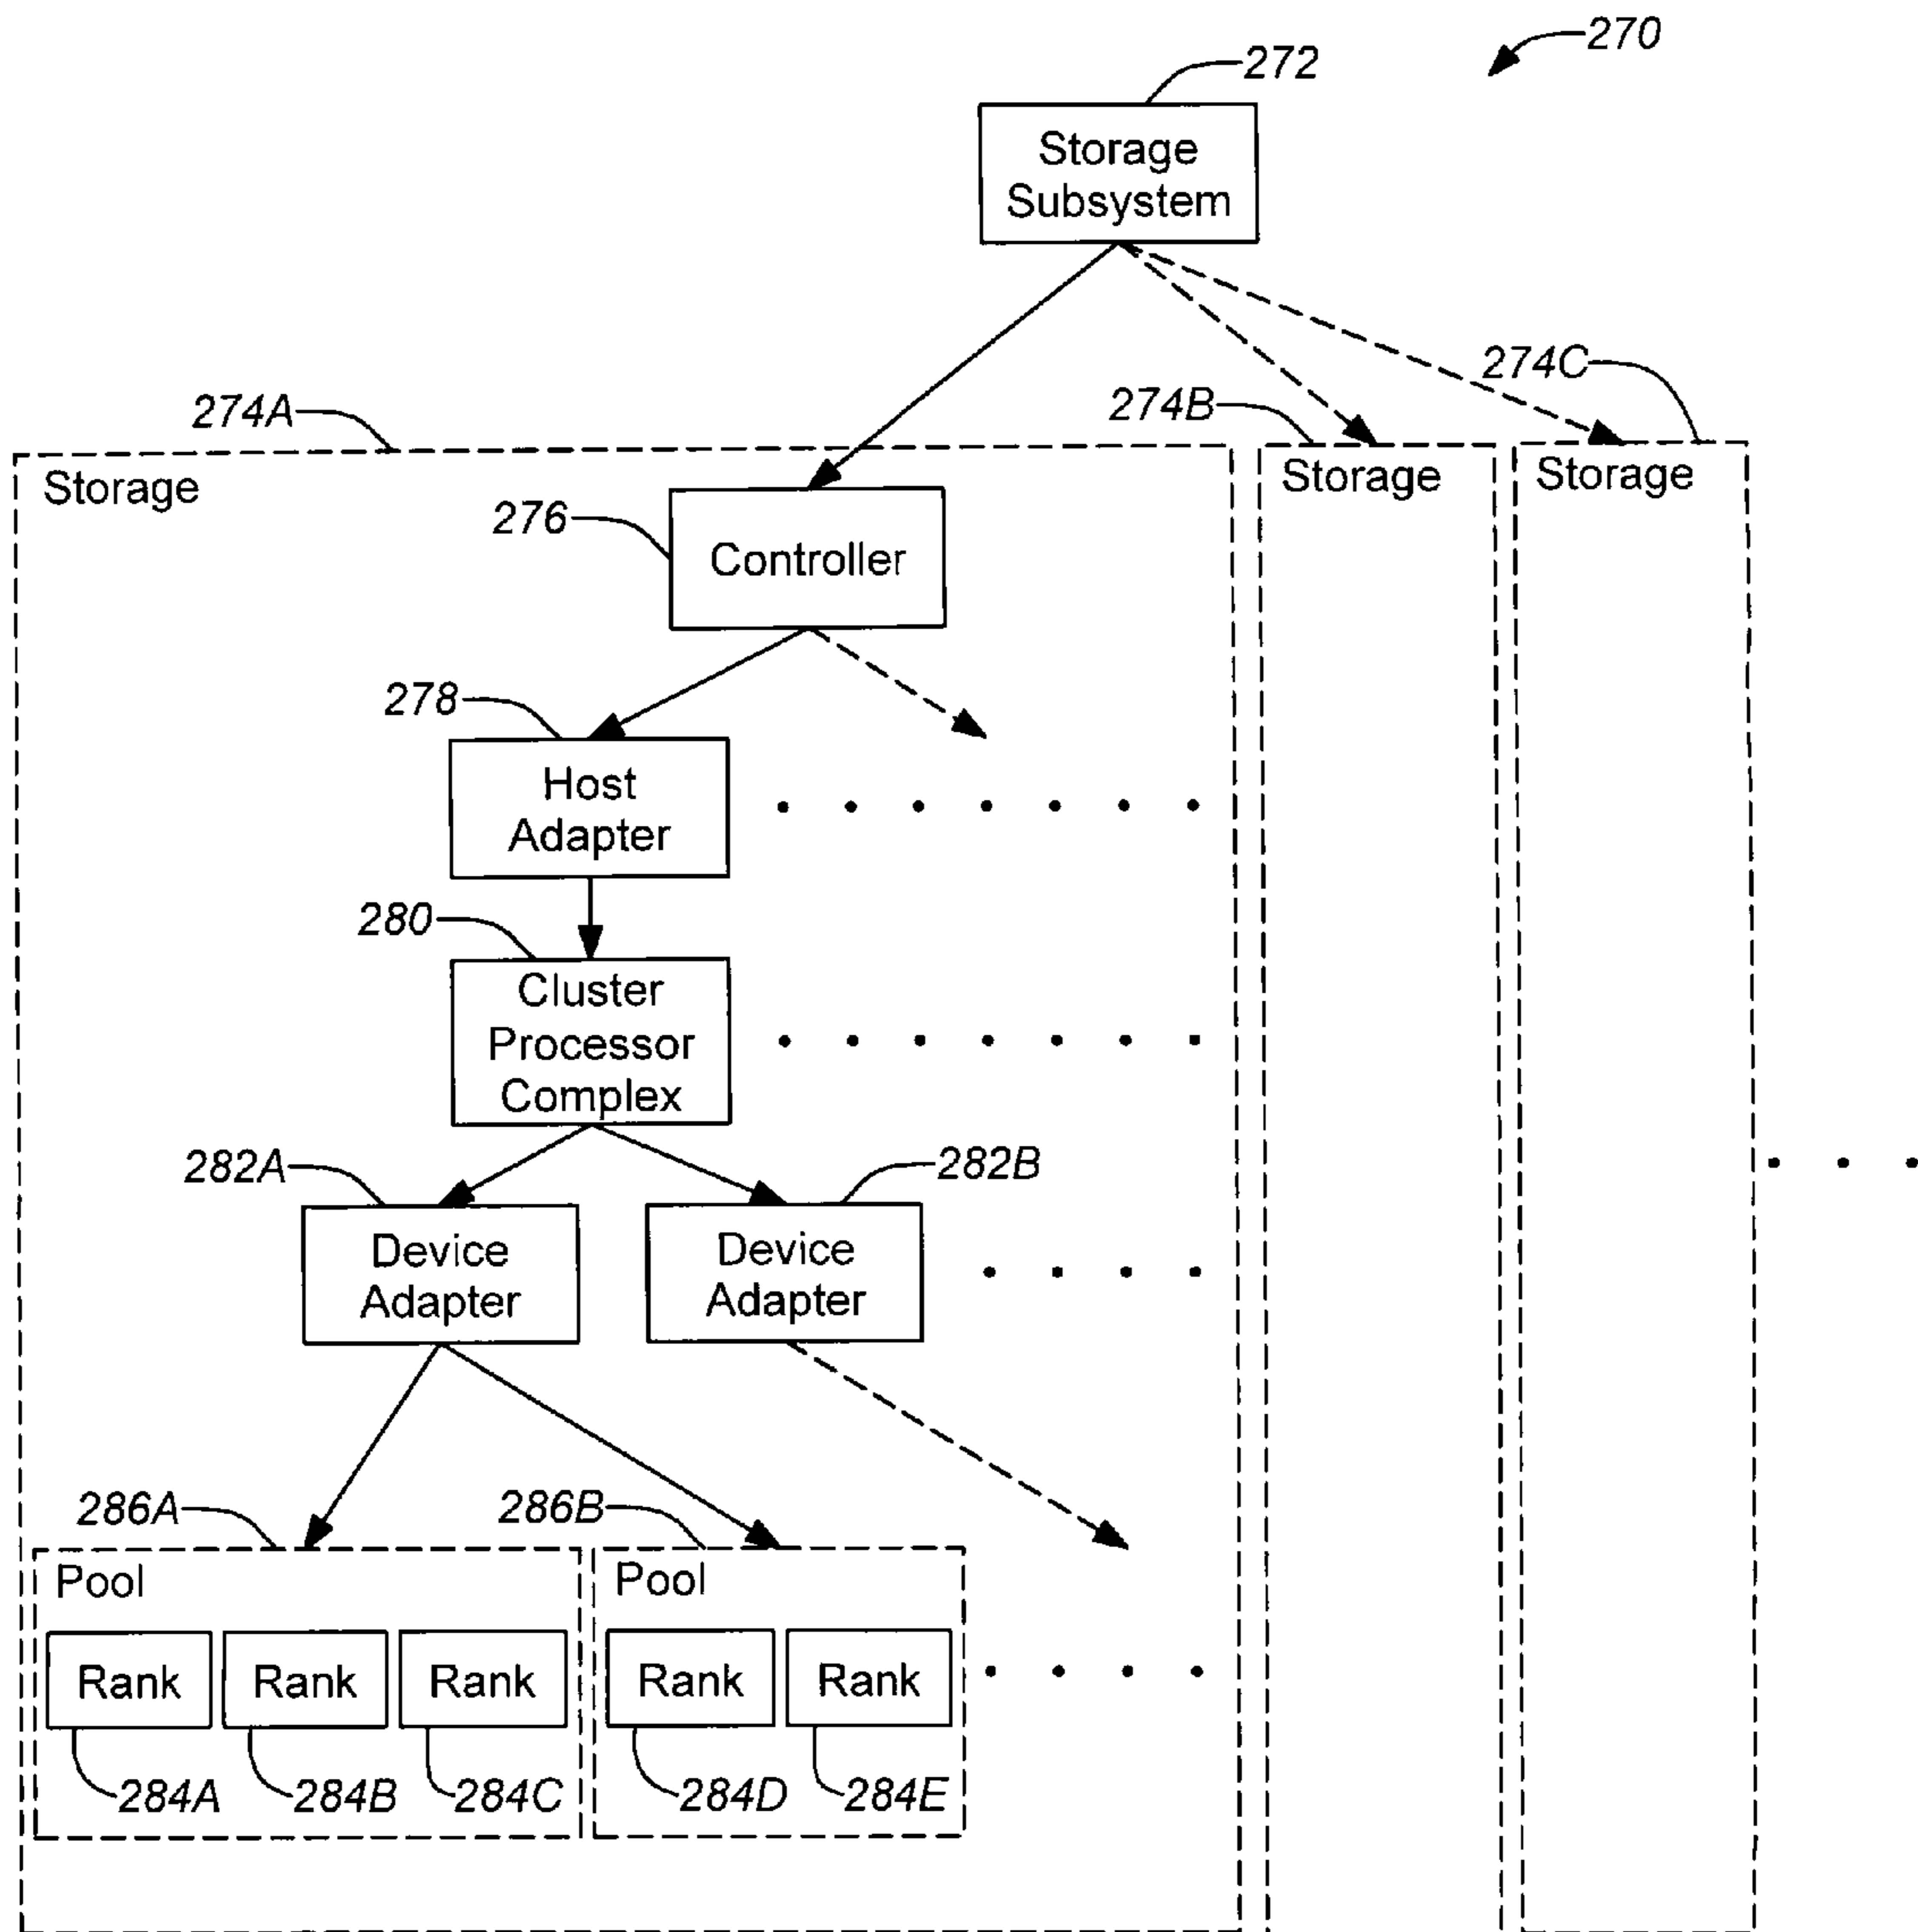 270
272
Storage
Subsystem
274C
274A
274B
Storage
Storage
Storage
276
Controller
278
Host
Adapter
280
Cluster
Processor
Complex
282A
282B
Device
Adapter
Device
Adapter
286A
286B
Pool
Pool
Rank
Rank
Rank
Rank
Rank
284A
284B
284C
284D
284E